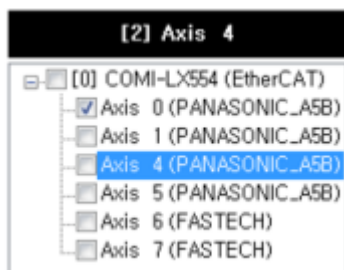 [2] Axis 4
[0] COMI-LX554 (EtherCAT)
Axis 0 (PANASONIC_A5B)
Axis 1 (PANASONIC_A5B)
Axis 4 (PANASONIC_A5B)
Axis 5 (PANASONIC_A5B)
Axis 6 (FASTECH)
Axis 7 (FASTECH)